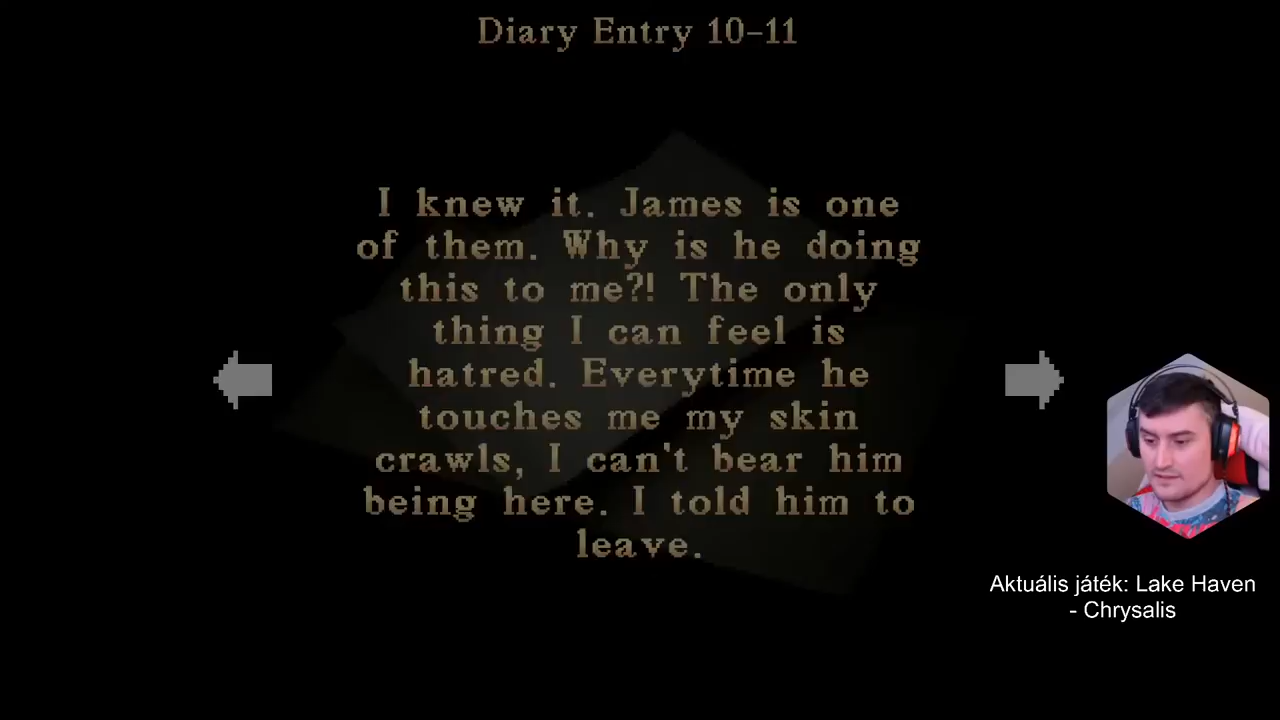 Diary Entry 10-11
I knew it. James is one
of them. Why is he doing
this to me?! The only
thing I can feel is
hatred. Everytime he
touches me my skin
crawls, I can't bear him
being here. I told him to
leave.
Aktuális játék: Lake Haven
- Chrysalis